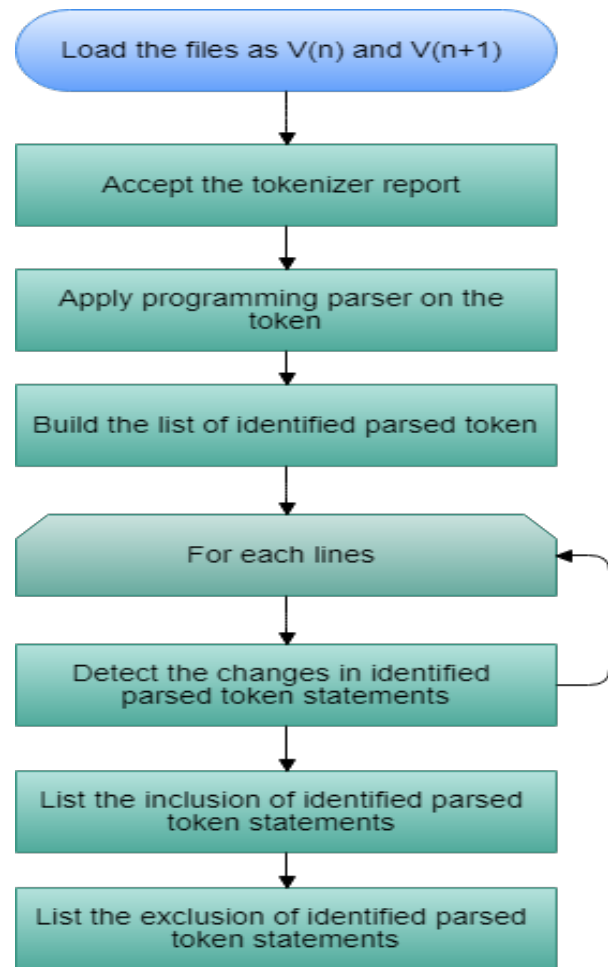 Load the files as V(n) and V(n+1)
Accept the tokenizer report
Apply programming parser on the
token
Build the list of identified parsed token
For each lines
Detect the changes in identified
parsed token statements
List the inclusion of identified parsed
token statements
List the exclusion of identified parsed
token statements